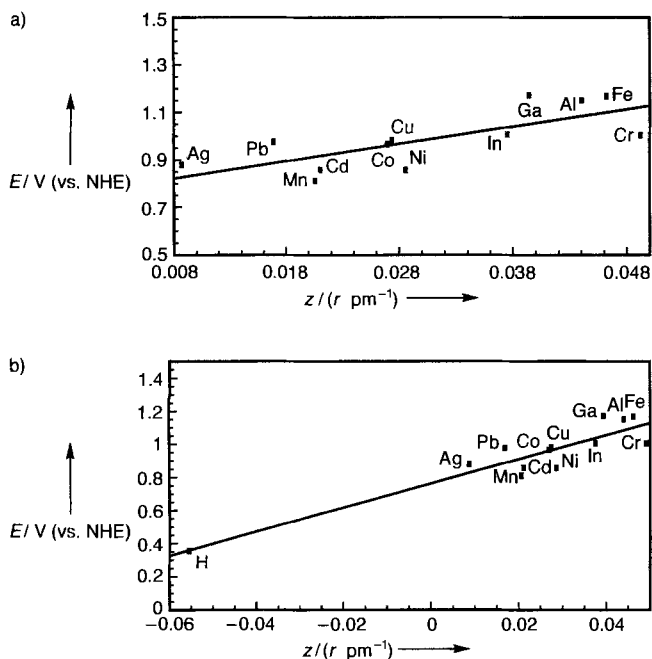 a)
1.5
1.3
1.1
0.9
0.7
0.5
E / V (vs. NHE)
Ag
Pb
Mn
Cd
Co
Cu
Ni
In
Ga
Al
Fe
Cr
0.008
0.018
0.028
0.038
0.048
z / (r pm⁻¹)
b)
1.4
1.2
1
0.8
0.6
0.4
0.2
0
E / V (vs. NHE)
H
Ag
Pb
Mn
Co
Cu
Cd
Ni
In
Ga
Al
Fe
Cr
−0.06
−0.04
−0.02
0
0.02
0.04
z / (r pm⁻¹)